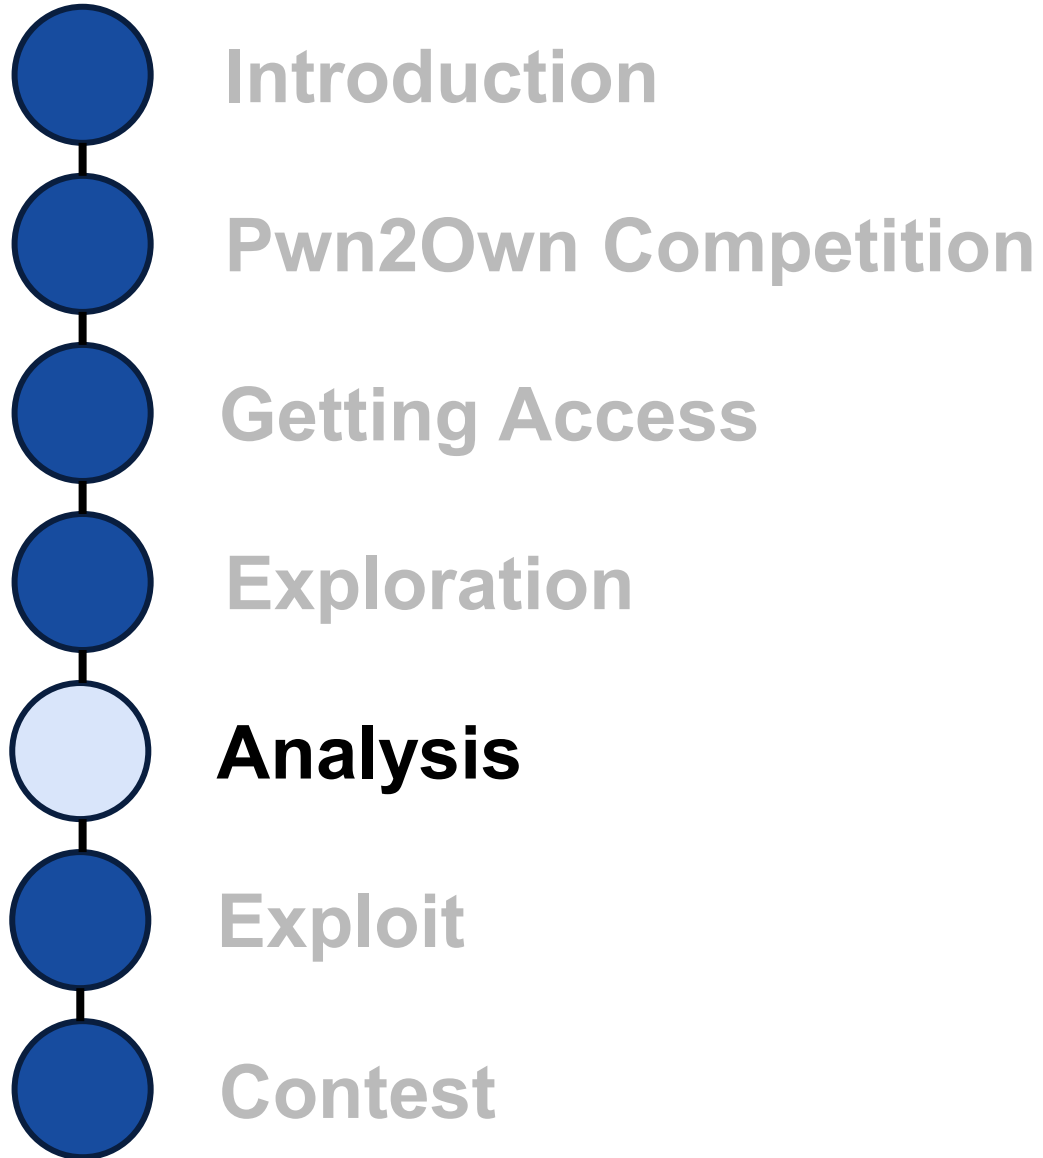 Introduction
Pwn2Own Competition
Getting Access
Exploration
Analysis
Exploit
Contest